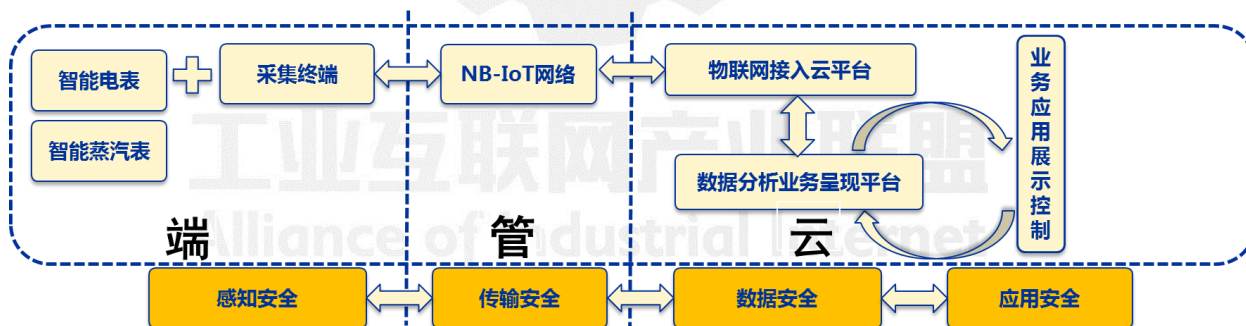 智能电表
采集终端
NB-IoT网络
物联网接入云平台
业务应用展示控制
智能蒸汽表
数据分析业务呈现平台
工业互联网产业联盟
Alliance of Industrial Internet
端
管
云
感知安全
传输安全
数据安全
应用安全